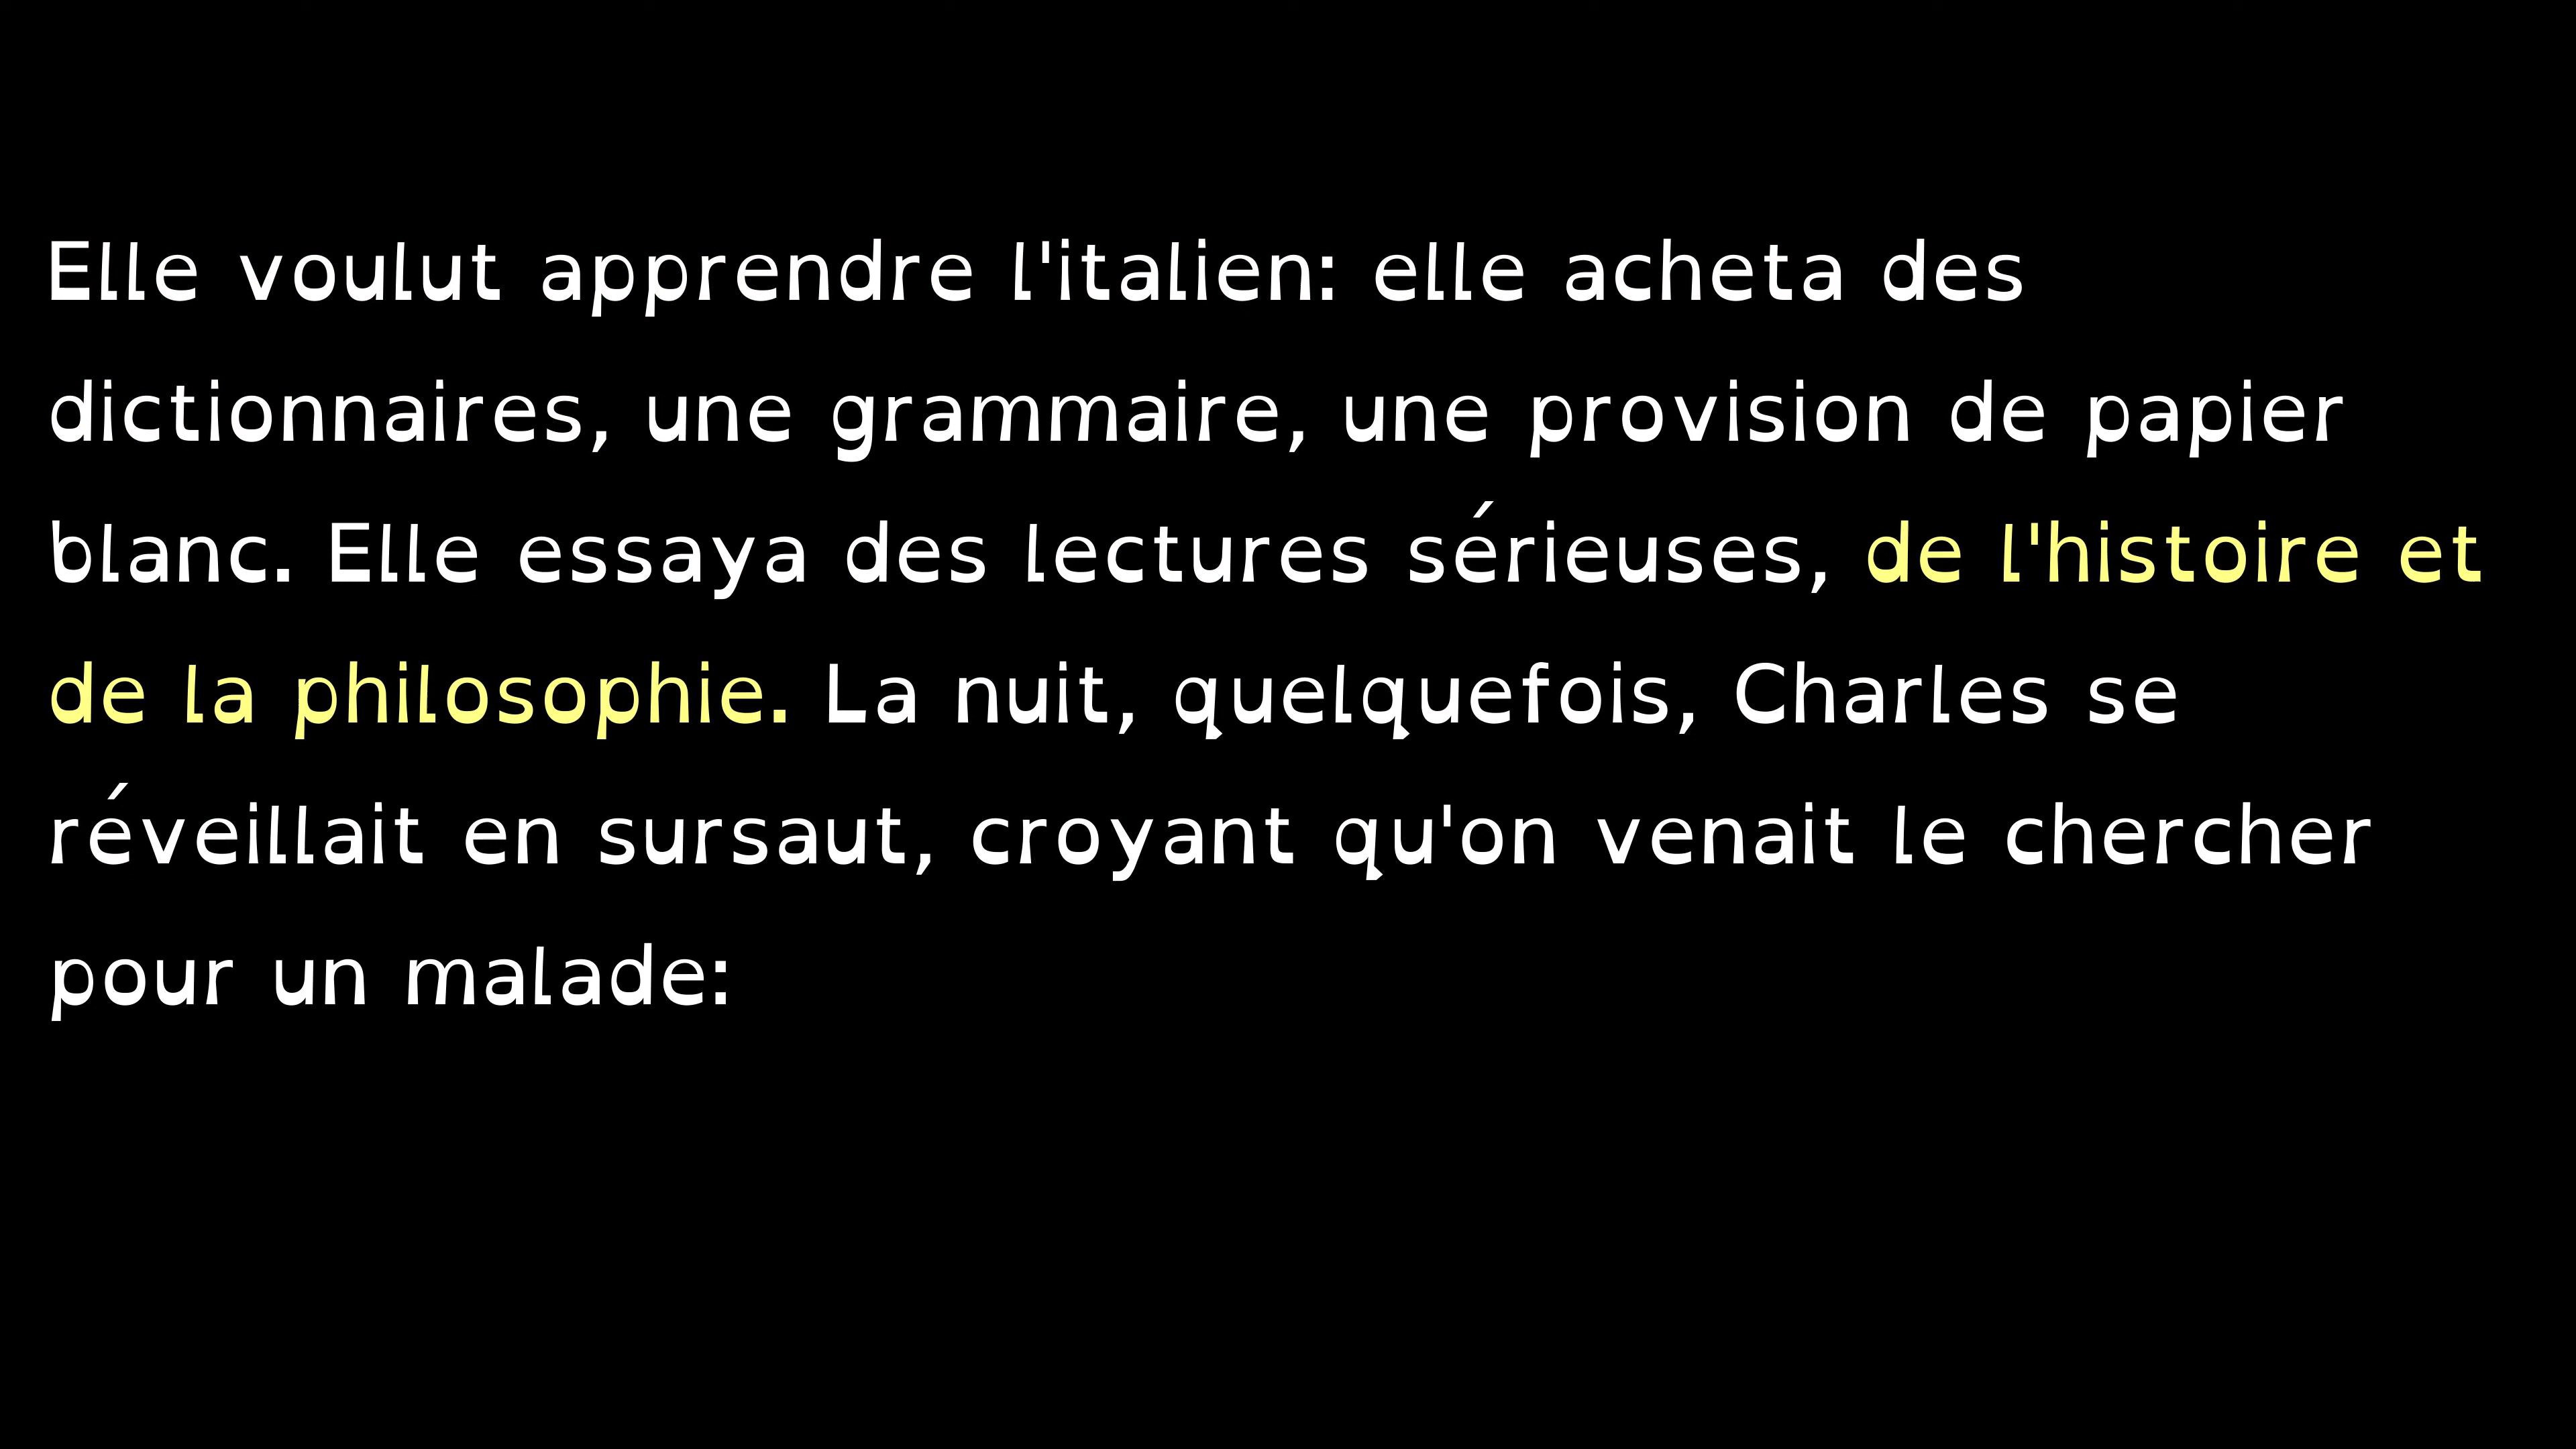 Elle voulut apprendre l'italien: elle acheta des
dictionnaires, une grammaire, une provision de papier
blanc. Elle essaya des lectures sérieuses, de l'histoire et
de la philosophie. La nuit, quelquefois, Charles se
réveillait en sursaut, croyant qu'on venait le chercher
pour un malade: